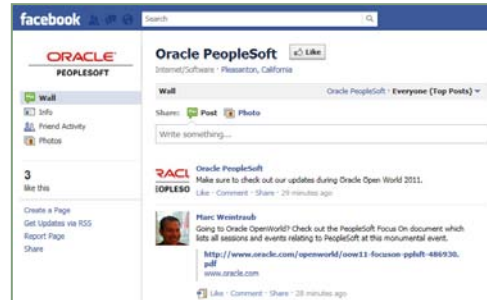 facebook
Search
ORACLE
PEOPLESOFT
Oracle PeopleSoft
Like
Internet/Software · Pleasanton, California
Wall
Info
Friend Activity
Photos
3
like this
Create a Page
Get Updates via RSS
Report Page
Share
Wall
Oracle PeopleSoft · Everyone (Top Posts)
Share: Post Photo
Write something...
RACL
EOPLESO
Oracle PeopleSoft
Make sure to check out our updates during Oracle Open World 2011.
Like · Comment · Share · 29 minutes ago
Marc Weintraub
Going to Oracle OpenWorld? Check out the PeopleSoft Focus On document which
lists all sessions and events relating to PeopleSoft at this monumental event.
http://www.oracle.com/openworld/oow11-focuson-pplsft-486930.
pdf
www.oracle.com
Like · Comment · Share · 28 minutes ago